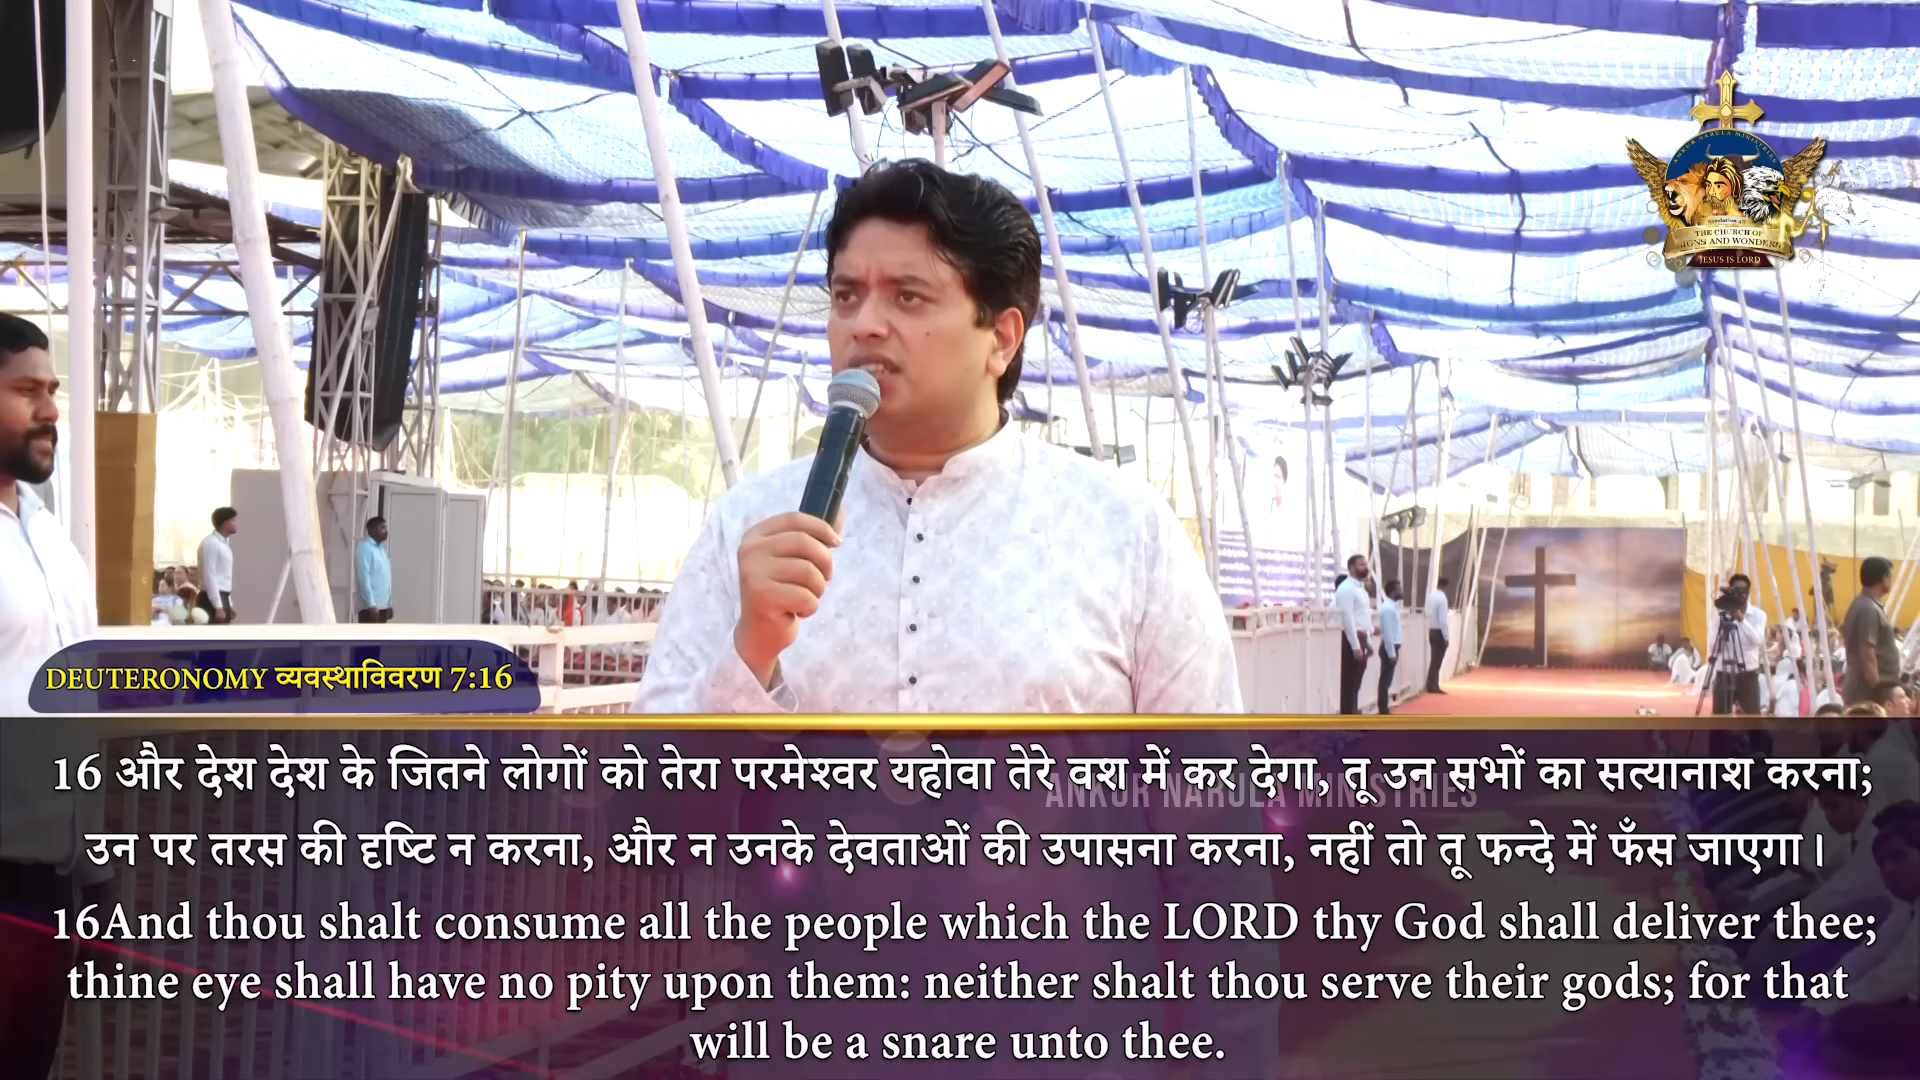 ANKUR NARULA MINISTRIES
THE CHURCH OF
SIGNS AND WONDERS
JESUS IS LORD
DEUTERONOMY व्यवस्थाविवरण 7:16
16 और देश देश के जितने लोगों को तेरा परमेश्वर यहोवा तेरे वश में कर देगा, तू उन सभों का सत्यानाश करना;
ANKUR NARULA MINISTRIES
उन पर तरस की दृष्टि न करना, और न उनके देवताओं की उपासना करना, नहीं तो तू फन्दे में फँस जाएगा।
16And thou shalt consume all the people which the LORD thy God shall deliver thee;
thine eye shall have no pity upon them: neither shalt thou serve their gods; for that
will be a snare unto thee.